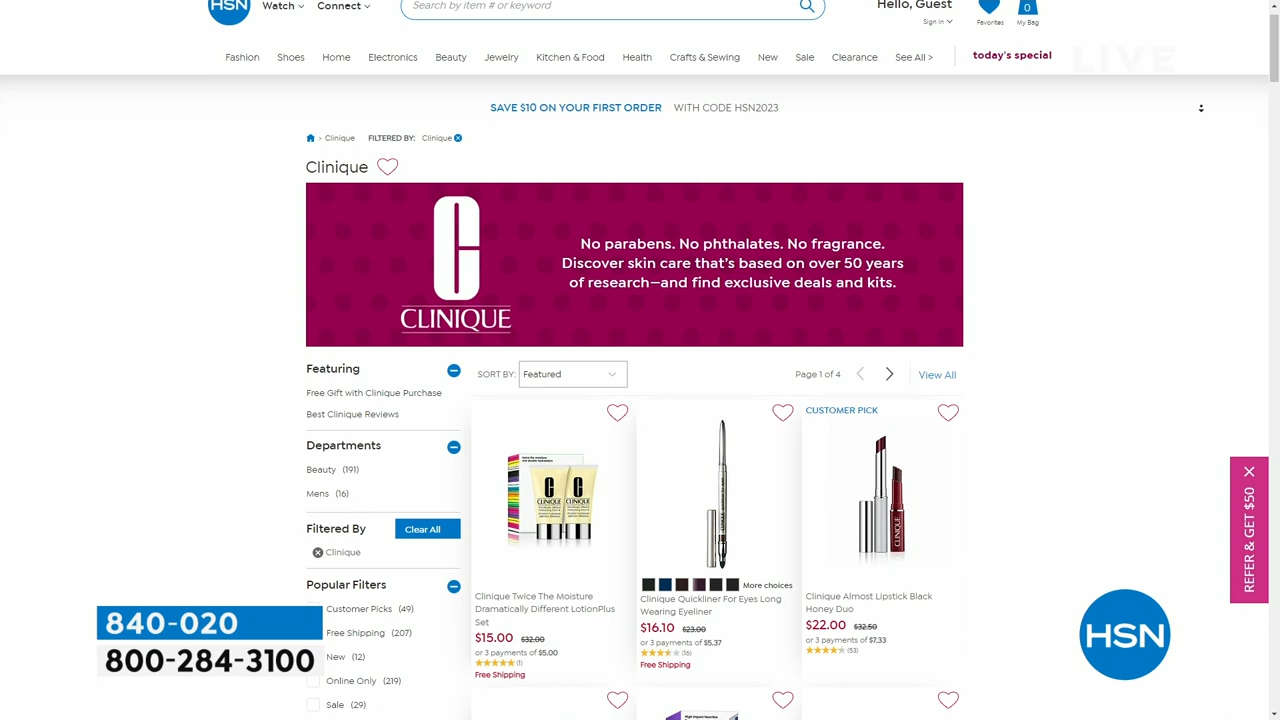 HSN
Watch
Connect
Search by item # or keyword
Hello, Guest
Sign In
Favorites
0
My Bag
Fashion
Shoes
Home
Electronics
Beauty
Jewelry
Kitchen & Food
Health
Crafts & Sewing
New
Sale
Clearance
See All >
today's special
LIVE
SAVE $10 ON YOUR FIRST ORDER WITH CODE HSN2023
> Clinique FILTERED BY: Clinique
Clinique
CLINIQUE
No parabens. No phthalates. No fragrance.
Discover skin care that's based on over 50 years
of research—and find exclusive deals and kits.
Featuring
Free Gift with Clinique Purchase
Best Clinique Reviews
Departments
Beauty (191)
Mens (16)
Filtered By
Clear All
Clinique
Popular Filters
Customer Picks (49)
Free Shipping (207)
New (12)
Online Only (219)
Sale (29)
SORT BY: Featured
Page 1 of 4
View All
CLINIQUE
CLINIQUE
Clinique Twice The Moisture
Dramatically Different LotionPlus
Set
$15.00 $32.00
or 3 payments of $5.00
(1)
Free Shipping
More choices
Clinique Quickliner For Eyes Long
Wearing Eyeliner
$16.10 $23.00
or 3 payments of $5.37
(16)
Free Shipping
CUSTOMER PICK
CLINIQUE
Clinique Almost Lipstick Black
Honey Duo
$22.00 $32.50
or 3 payments of $7.33
(53)
REFER & GET $50
840-020
800-284-3100
HSN